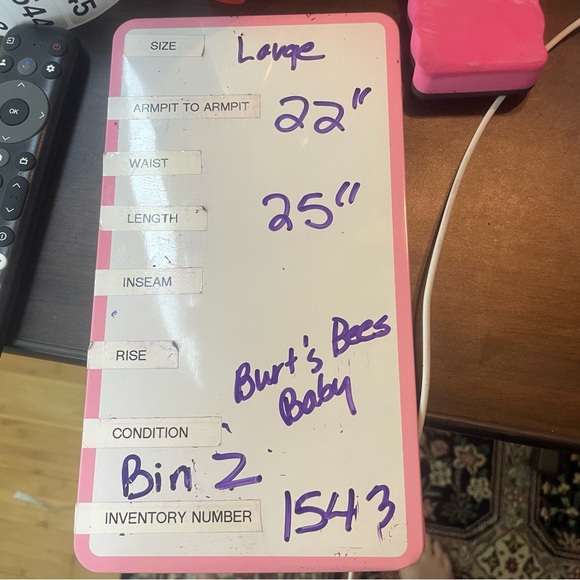 SIZE Large
ARMPIT TO ARMPIT 22"
WAIST
LENGTH 25"
INSEAM
RISE
Burt's Bees
Baby
CONDITION
Bin 2
INVENTORY NUMBER 1543
OK